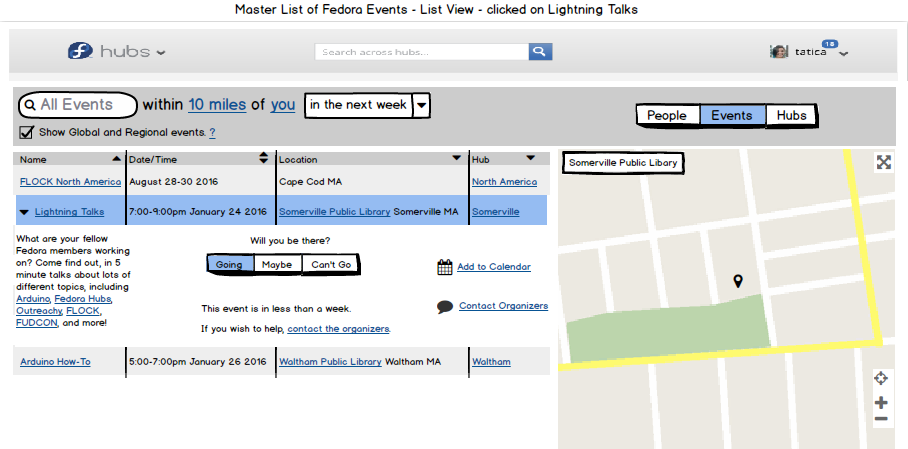 Master List of Fedora Events - List View - clicked on Lightning Talks
hubs
Search across hubs...
18
tatica
All Events within 10 miles of you in the next week
Show Global and Regional events. ?
People Events Hubs
Name Date/Time Location Hub
FLOCK North America August 28-30 2016 Cape Cod MA North America
Lightning Talks 7:00-9:00pm January 24 2016 Somerville Public Library Somerville MA Somerville
What are your fellow
Fedora members working
on? Come find out, in 5
minute talks about lots of
different topics, including
Arduino, Fedora Hubs,
Outreachy, FLOCK,
FUDCON, and more!
Will you be there?
Going Maybe Can't Go
This event is in less than a week.
If you wish to help, contact the organizers.
Add to Calendar
Contact Organizers
Arduino How-To 5:00-7:00pm January 26 2016 Waltham Public Library Waltham MA Waltham
Somerville Public Libary